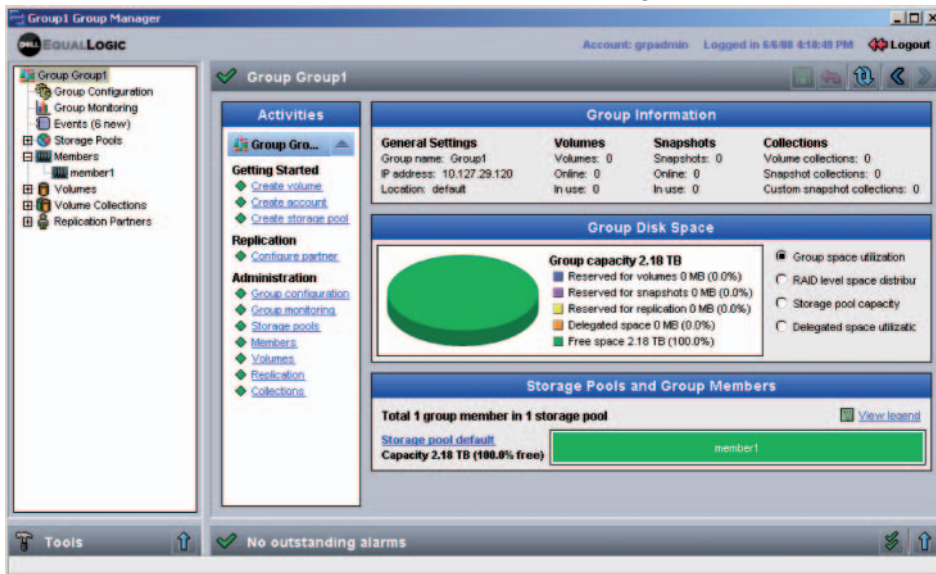 Group1 Group Manager
DELL EQUALLOGIC
Account: grpadmin Logged in 6/6/08 4:18:49 PM Logout
Group Group1
Group Configuration
Group Monitoring
Events (6 new)
Storage Pools
Members
member1
Volumes
Volume Collections
Replication Partners
Group Group1
Activities
Group Gro...
Getting Started
Create volume
Create account
Create storage pool
Replication
Configure partner
Administration
Group configuration
Group monitoring
Storage pools
Members
Volumes
Replication
Collections
Group Information
General Settings
Group name: Group1
IP address: 10.127.29.120
Location: default
Volumes
Volumes: 0
Online: 0
In use: 0
Snapshots
Snapshots: 0
Online: 0
In use: 0
Collections
Volume collections: 0
Snapshot collections: 0
Custom snapshot collections: 0
Group Disk Space
Group capacity 2.18 TB
Reserved for volumes 0 MB (0.0%)
Reserved for snapshots 0 MB (0.0%)
Reserved for replication 0 MB (0.0%)
Delegated space 0 MB (0.0%)
Free space 2.18 TB (100.0%)
Group space utilization
RAID level space distribu
Storage pool capacity
Delegated space utilizatic
Storage Pools and Group Members
Total 1 group member in 1 storage pool
View legend
Storage pool default
Capacity 2.18 TB (100.0% free)
member1
Tools
No outstanding alarms